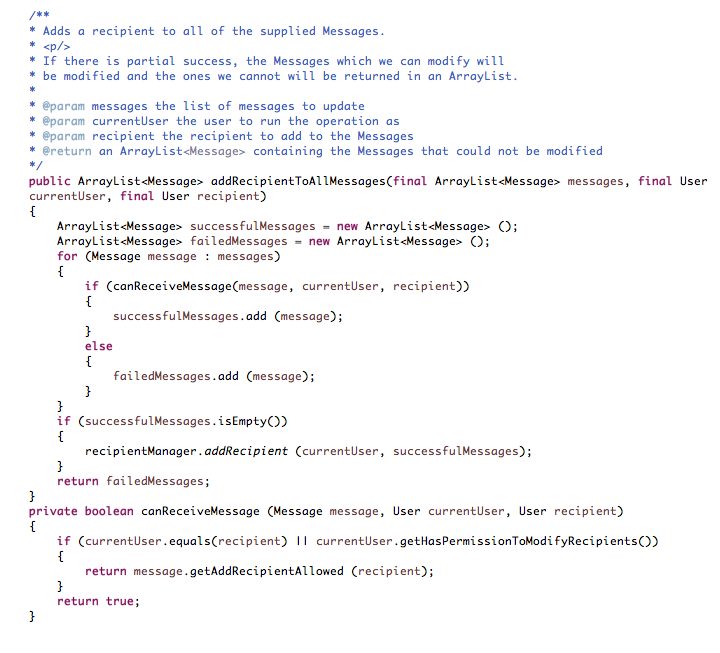 /**
* Adds a recipient to all of the supplied Messages.
* <p/>
* If there is partial success, the Messages which we can modify will
* be modified and the ones we cannot will be returned in an ArrayList.
*
* @param messages the list of messages to update
* @param currentUser the user to run the operation as
* @param recipient the recipient to add to the Messages
* @return an ArrayList<Message> containing the Messages that could not be modified
*/
public ArrayList<Message> addRecipientToAllMessages(final ArrayList<Message> messages, final User
currentUser, final User recipient)
{
    ArrayList<Message> successfulMessages = new ArrayList<Message> ();
    ArrayList<Message> failedMessages = new ArrayList<Message> ();
    for (Message message : messages)
    {
        if (canReceiveMessage(message, currentUser, recipient))
        {
            successfulMessages.add (message);
        }
        else
        {
            failedMessages.add (message);
        }
    }
    if (successfulMessages.isEmpty())
    {
        recipientManager.addRecipient (currentUser, successfulMessages);
    }
    return failedMessages;
}
private boolean canReceiveMessage (Message message, User currentUser, User recipient)
{
    if (currentUser.equals(recipient) || currentUser.getHasPermissionToModifyRecipients())
    {
        return message.getAddRecipientAllowed (recipient);
    }
    return true;
}